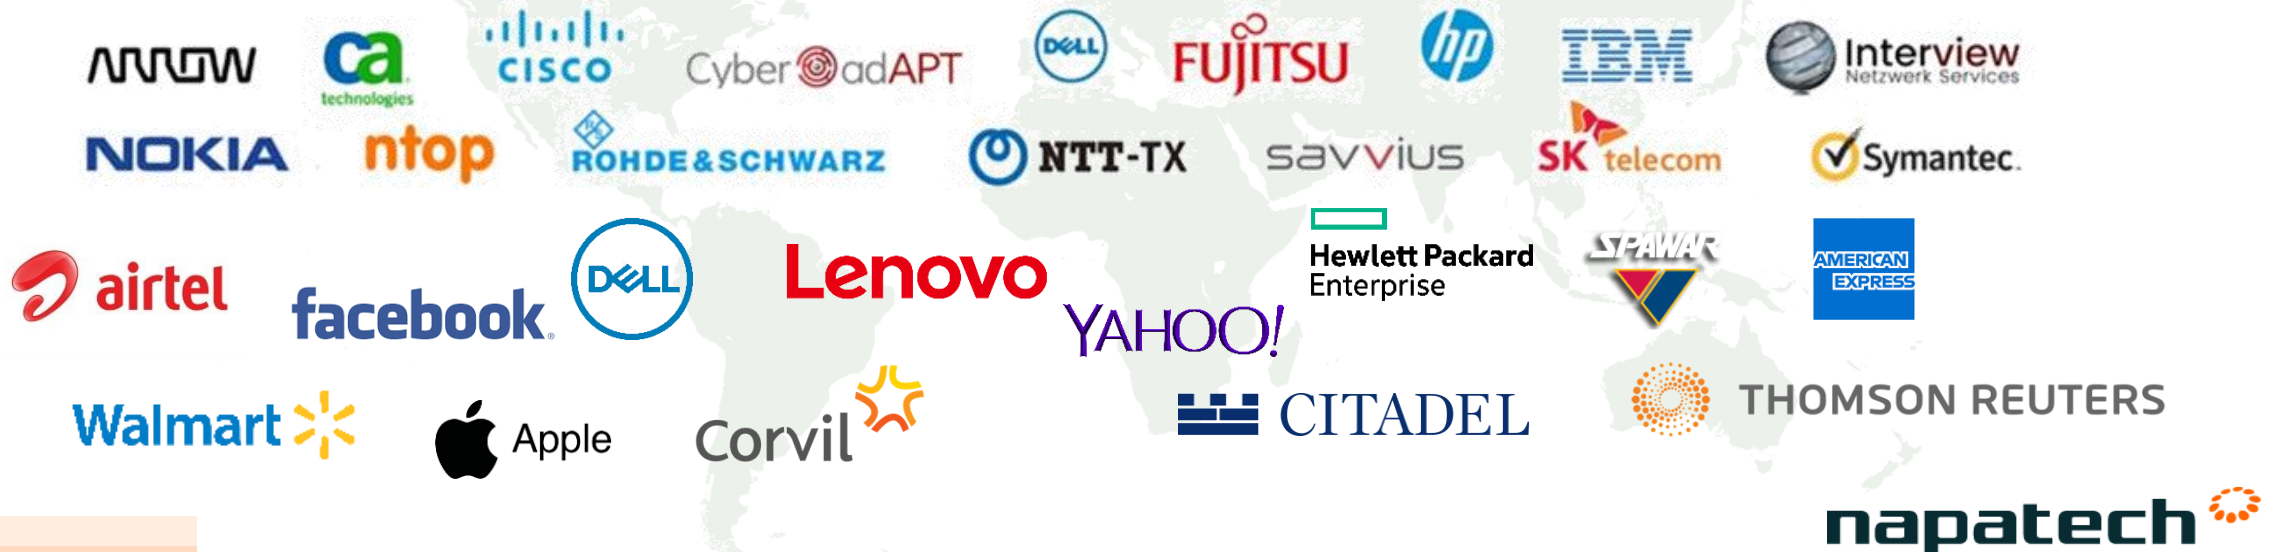 ARROW
ca
technologies
CISCO
Cyber adAPT
DELL
FUJITSU
hp
IBM
Interview
Netzwerk Services
NOKIA
ntop
R&S
ROHDE&SCHWARZ
NTT-TX
savvius
SK telecom
Symantec.
airtel
facebook®
DELL
Lenovo
YAHOO!
Hewlett Packard
Enterprise
SPAWAR
AMERICAN
EXPRESS
Walmart
Apple
Corvil
CITADEL
THOMSON REUTERS
napatech